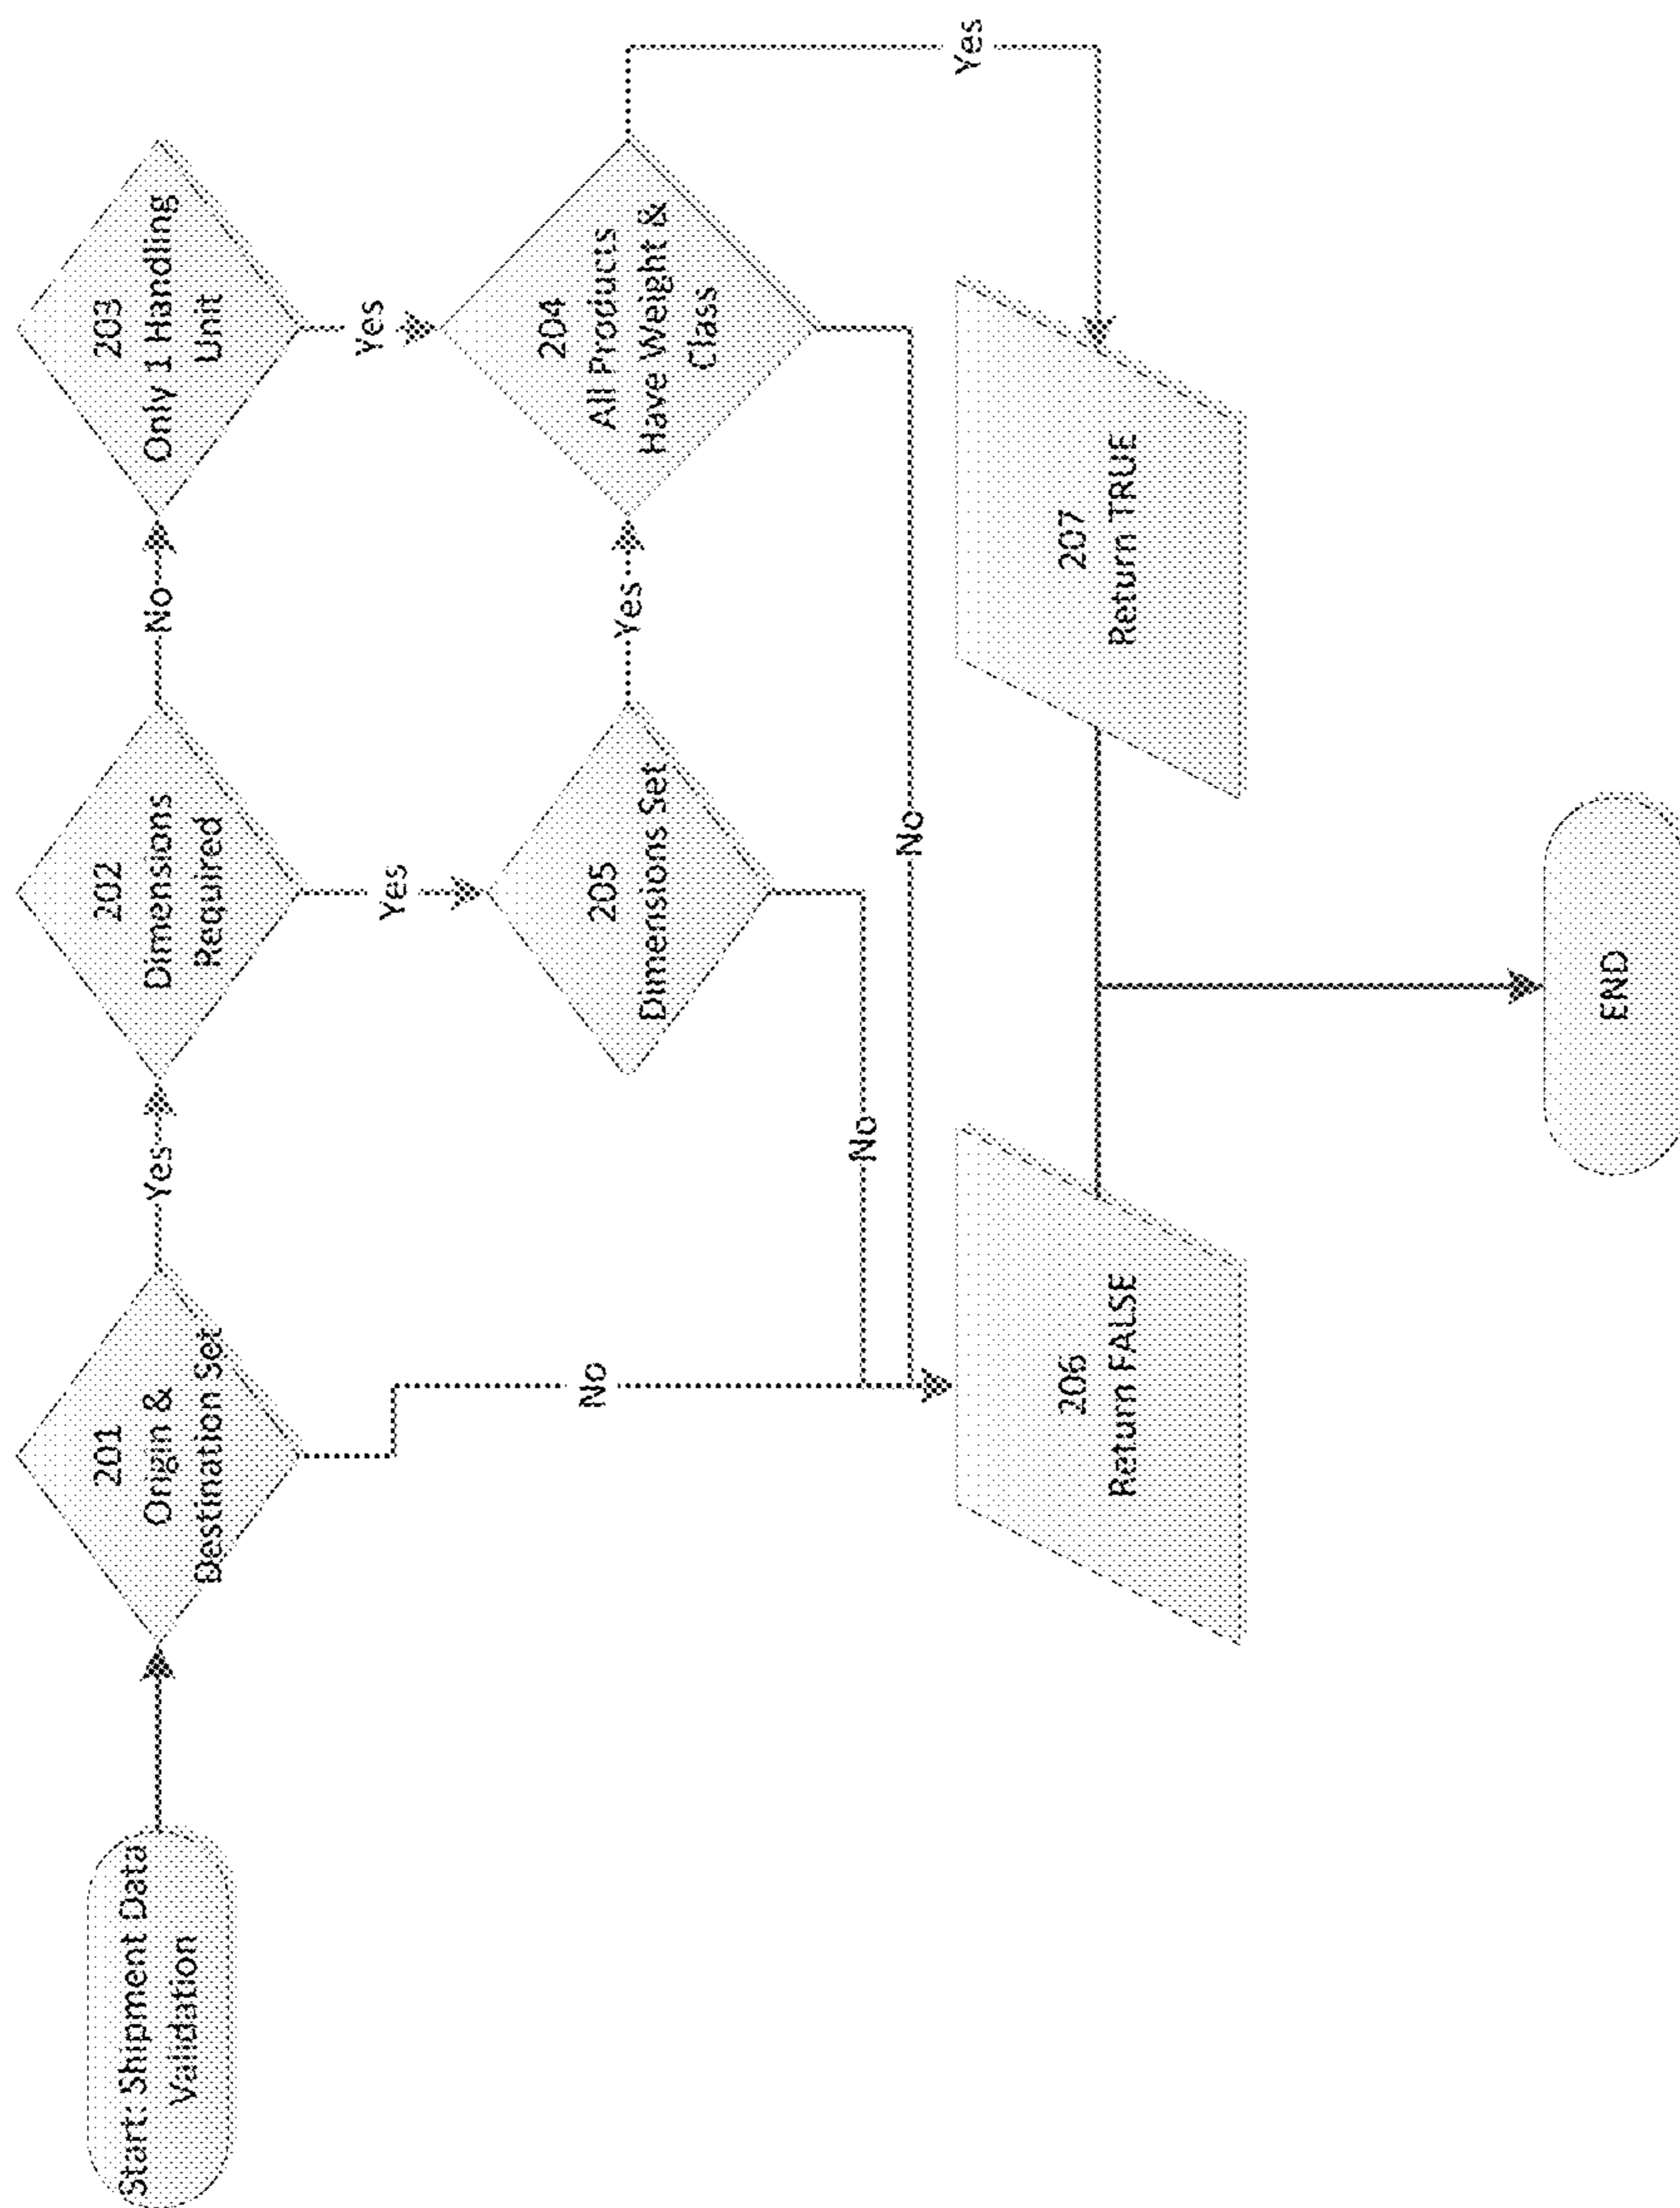 Start: Shipment Data
Validation
201
Origin &
Destination Set
Yes
No
202
Dimensions
Required
No
Yes
203
Only 1 Handling
Unit
Yes
205
Dimensions Set
Yes
No
204
All Products
Have Weight &
Class
Yes
No
206
Return FALSE
207
Return TRUE
END